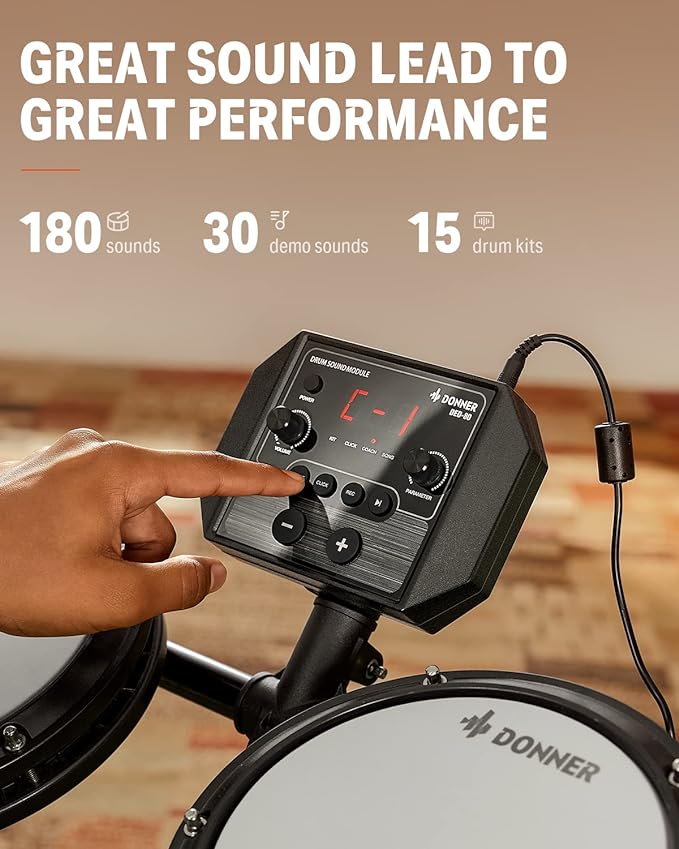 GREAT SOUND LEAD TO
GREAT PERFORMANCE
180 sounds
30 demo sounds
15 drum kits
DRUM SOUND MODULE
POWER
DONNER
DED-80
C-1
KIT CLICK COACH SONG
VOLUME
PARAMETER
CLICK
REC
DONNER